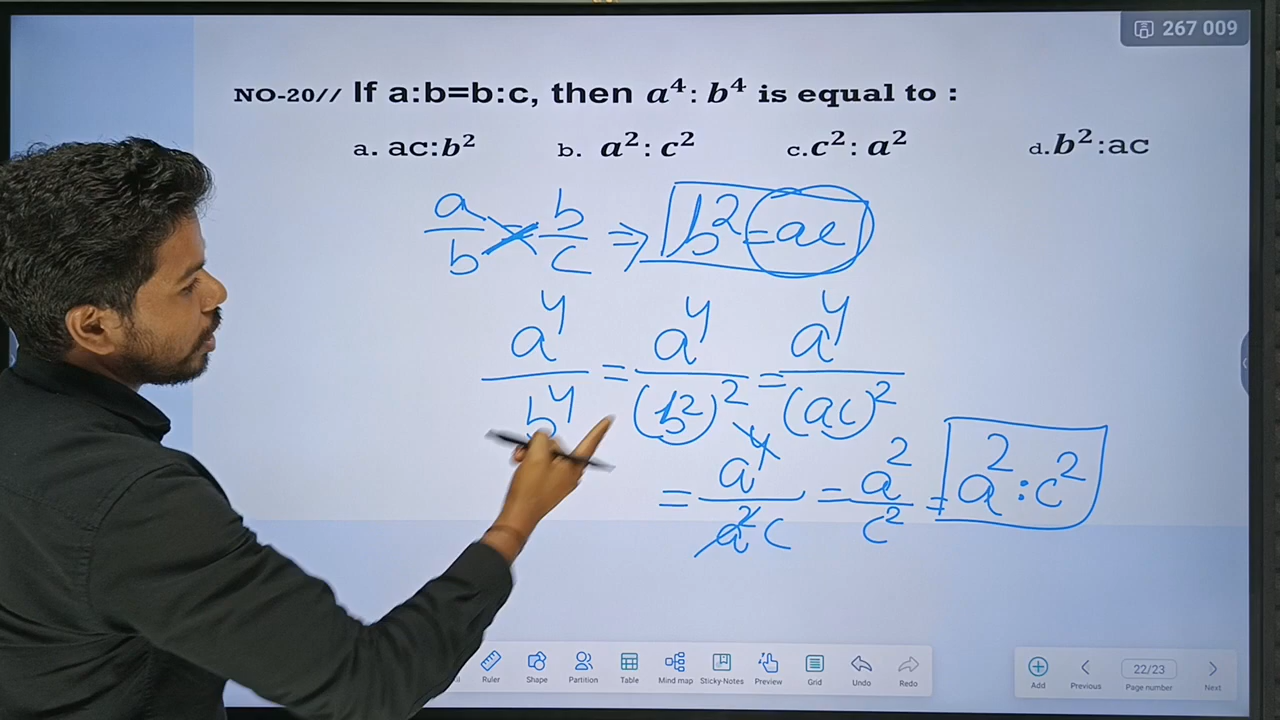 267 009
NO-20// If a:b=b:c, then a⁴: b⁴ is equal to :
a. ac:b² b. a²: c² c.c²: a² d.b²:ac
a/b = b/c ⇒ b²=ac
a⁴/b⁴ = a⁴/(b²)² = a⁴/(ac)²
= a⁴/a²c = a²/c² = a²:c²
Ruler Shape Partition Table Mind map Sticky-Notes Preview Grid Undo Redo
Add Previous 22/23 Page number Next